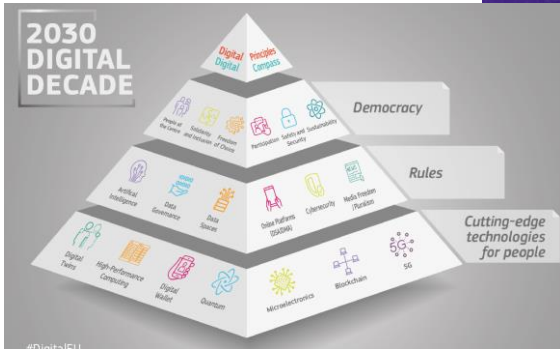 2030
DIGITAL
DECADE
Digital Principles
Digital Compass
People at
the Centre
Solidarity
and Inclusion
Freedom
of Choice
Participation
Safety and
Security
Sustainability
Democracy
Artificial
Intelligence
Data
Governance
Data
Spaces
Online Platforms
(DSA/DMA)
Cybersecurity
Media Freedom
/Pluralism
Rules
Digital
Twins
High-Performance
Computing
Digital
Wallet
Quantum
Microelectronics
Blockchain
5G
5G
Cutting-edge
technologies
for people
#DigitalEU